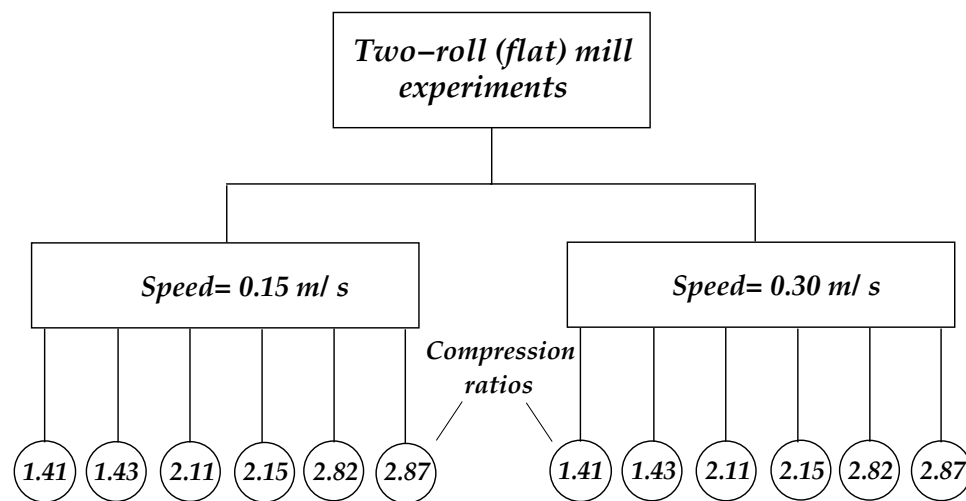 Two−roll (flat) mill
experiments
Speed= 0.15 m/ s
Speed= 0.30 m/ s
Compression
ratios
1.41 1.43 2.11 2.15 2.82 2.87
1.41 1.43 2.11 2.15 2.82 2.87